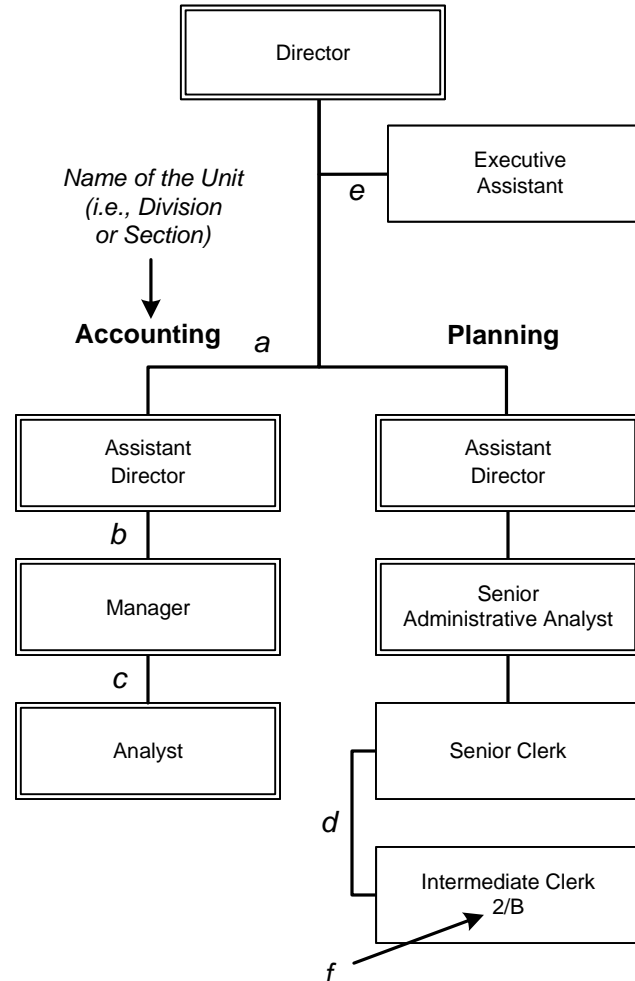 Director
Executive
Assistant
e
Name of the Unit
(i.e., Division
or Section)
Accounting
a
Planning
Assistant
Director
Assistant
Director
b
Manager
Senior
Administrative Analyst
c
Analyst
Senior Clerk
d
Intermediate Clerk
2/B
f